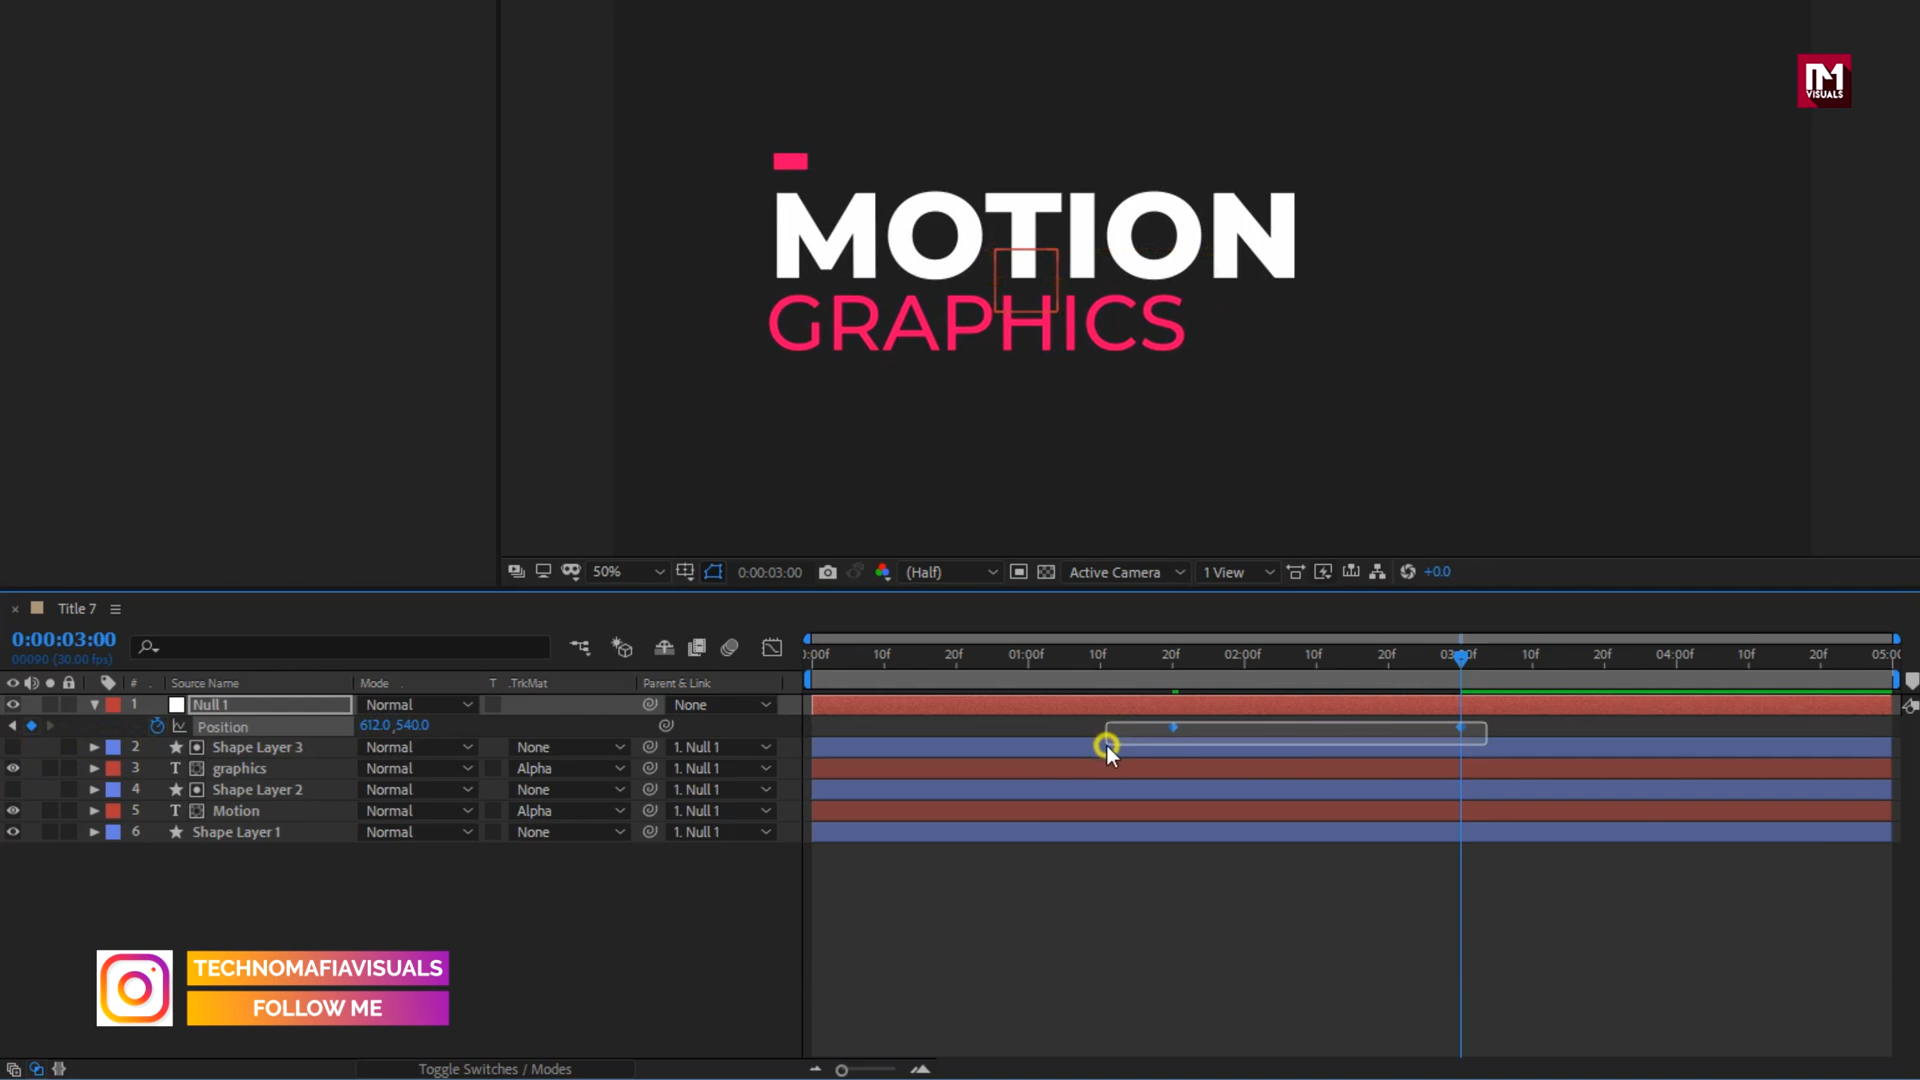 M VISUALS
MOTION
GRAPHICS
50%
0:00:03:00
(Half)
Active Camera
1 View
+0.0
Title 7
0:00:03:00
00090 (30.00 fps)
:00f 10f 20f 01:00f 10f 20f 02:00f 10f 20f 03:00f 10f 20f 04:00f 10f 20f 05:00
# Source Name Mode T .TrkMat Parent & Link
1 Null 1 Normal None
Position 612.0,540.0
2 Shape Layer 3 Normal None 1. Null 1
3 T graphics Normal Alpha 1. Null 1
4 Shape Layer 2 Normal None 1. Null 1
5 T Motion Normal Alpha 1. Null 1
6 Shape Layer 1 Normal None 1. Null 1
TECHNOMAFIAVISUALS
FOLLOW ME
Toggle Switches / Modes